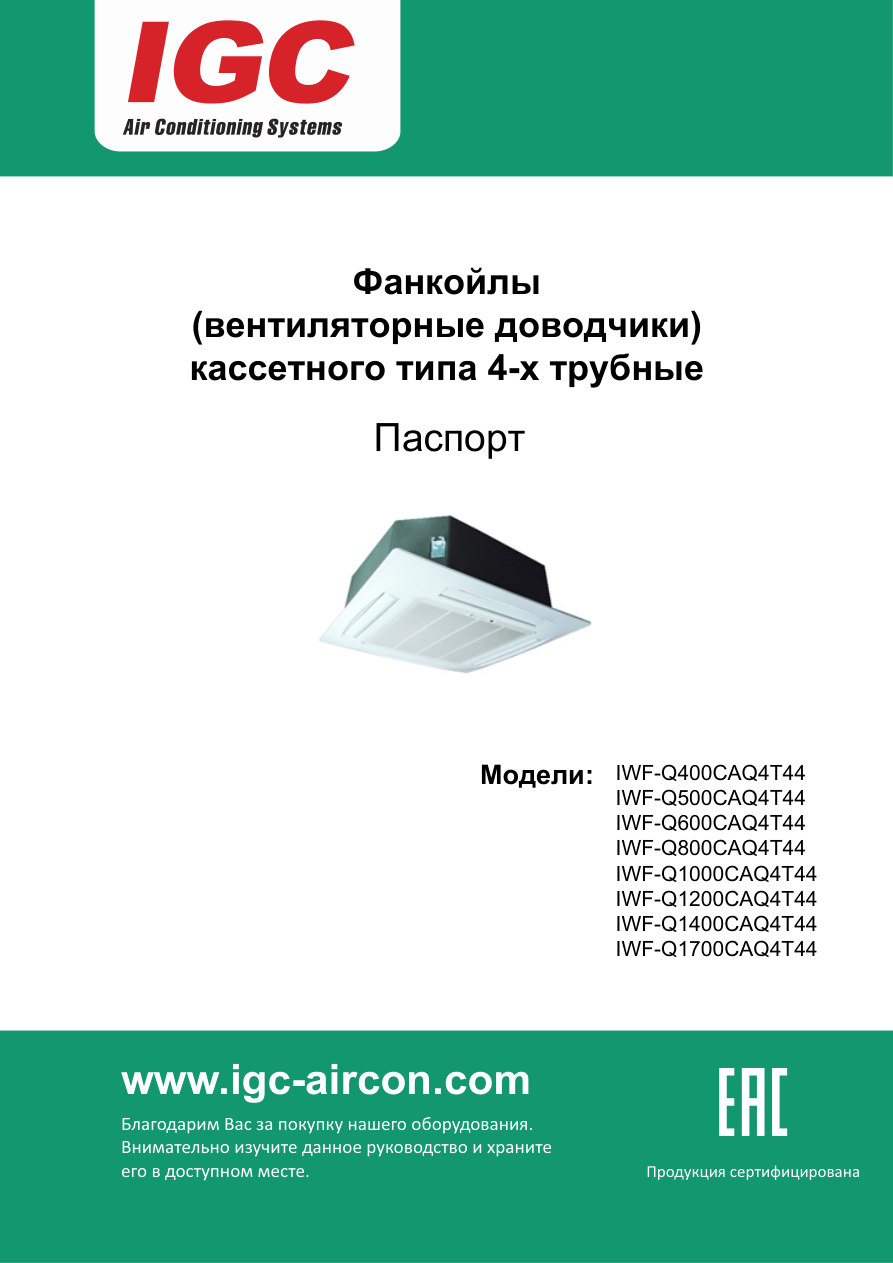 IGC
Air Conditioning Systems
Фанкойлы
(вентиляторные доводчики)
кассетного типа 4-х трубные
Паспорт
Модели:
IWF-Q400CAQ4T44
IWF-Q500CAQ4T44
IWF-Q600CAQ4T44
IWF-Q800CAQ4T44
IWF-Q1000CAQ4T44
IWF-Q1200CAQ4T44
IWF-Q1400CAQ4T44
IWF-Q1700CAQ4T44
www.igc-aircon.com
Благодарим Вас за покупку нашего оборудования.
Внимательно изучите данное руководство и храните
его в доступном месте.
EAC
Продукция сертифицирована